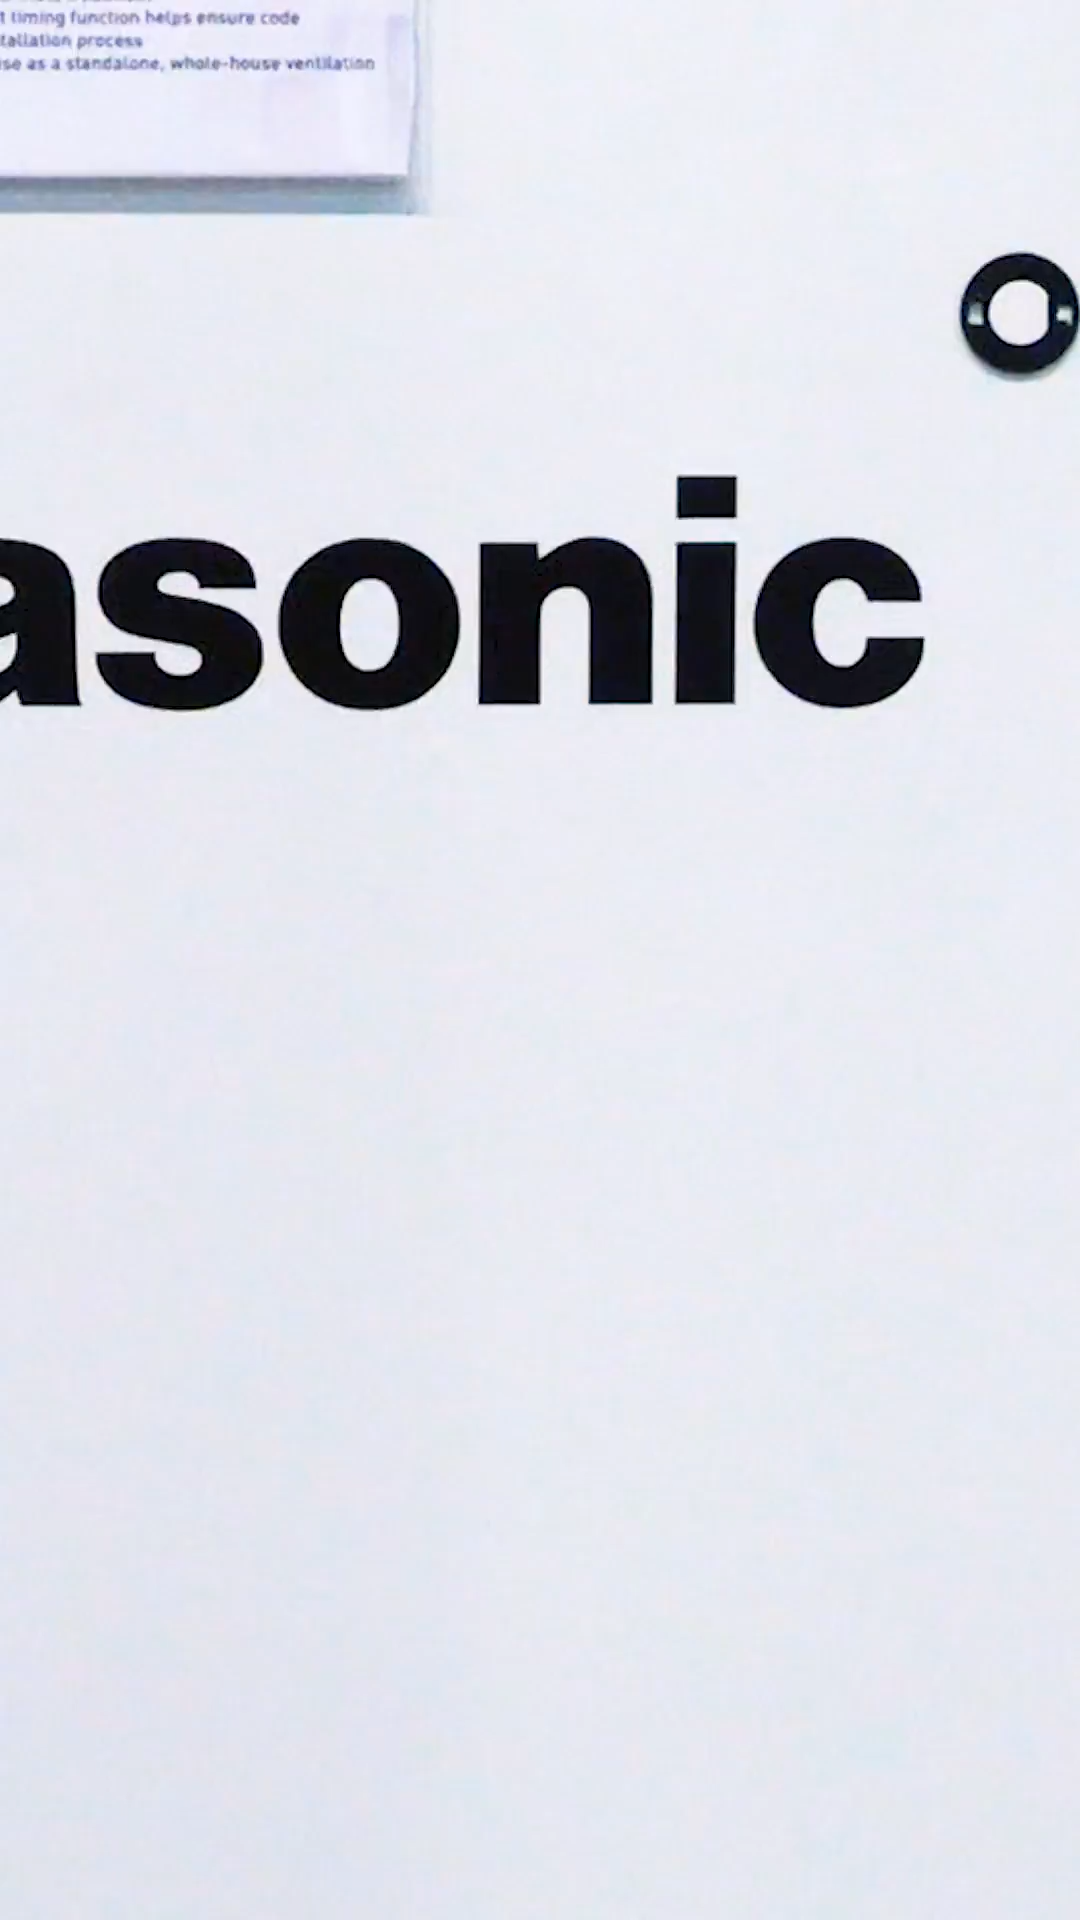 t timing function helps ensure code
tallation process
se as a standalone, whole-house ventilation
asonic